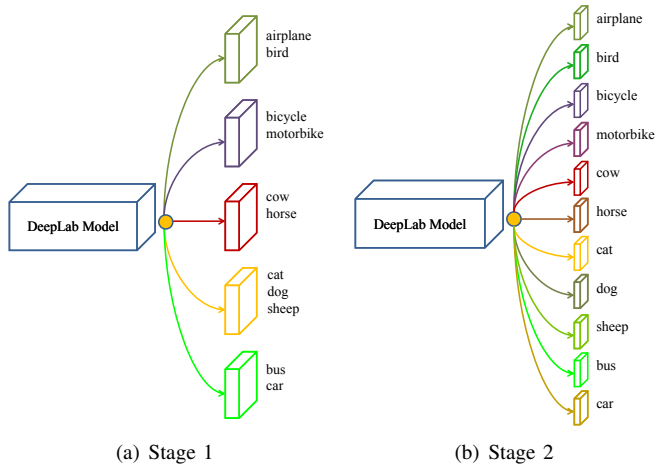 airplane
bird
bicycle
motorbike
DeepLab Model
cow
horse
cat
dog
sheep
bus
car
(a) Stage 1
airplane
bird
bicycle
motorbike
DeepLab Model
cow
horse
cat
dog
sheep
bus
car
(b) Stage 2